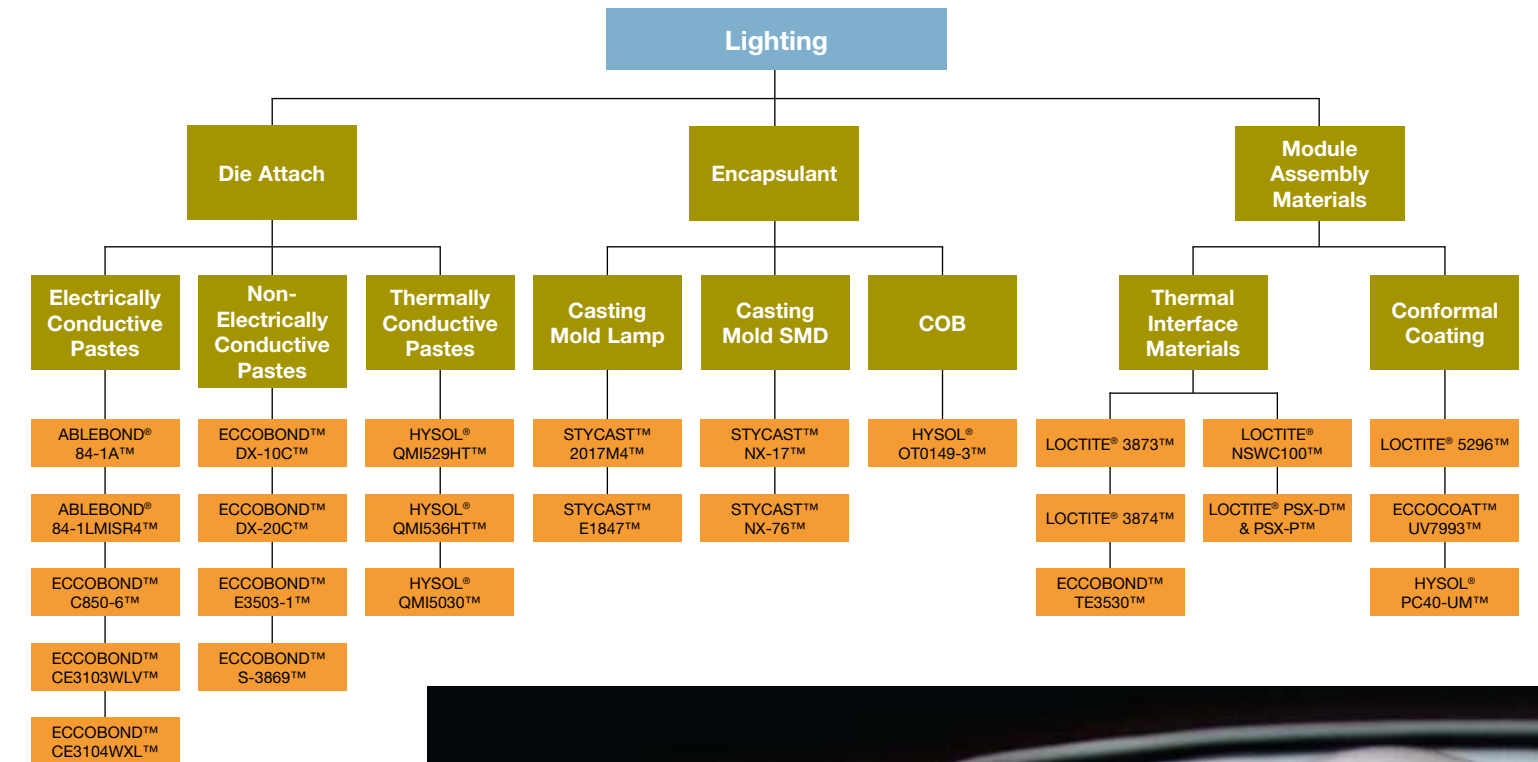 Lighting
Die Attach
Encapsulant
Module
Assembly
Materials
Electrically
Conductive
Pastes
Non-
Electrically
Conductive
Pastes
Thermally
Conductive
Pastes
Casting
Mold Lamp
Casting
Mold SMD
COB
Thermal
Interface
Materials
Conformal
Coating
ABLEBOND®
84-1A™
ABLEBOND®
84-1LMISR4™
ECCOBOND™
C850-6™
ECCOBOND™
CE3103WLV™
ECCOBOND™
CE3104WXL™
ECCOBOND™
DX-10C™
ECCOBOND™
DX-20C™
ECCOBOND™
E3503-1™
ECCOBOND™
S-3869™
HYSOL®
QMI529HT™
HYSOL®
QMI536HT™
HYSOL®
QMI5030™
STYCAST™
2017M4™
STYCAST™
E1847™
STYCAST™
NX-17™
STYCAST™
NX-76™
HYSOL®
OT0149-3™
LOCTITE® 3873™
LOCTITE® 3874™
ECCOBOND™
TE3530™
LOCTITE®
NSWC100™
LOCTITE® PSX-D™
& PSX-P™
LOCTITE® 5296™
ECCOCOAT™
UV7993™
HYSOL®
PC40-UM™